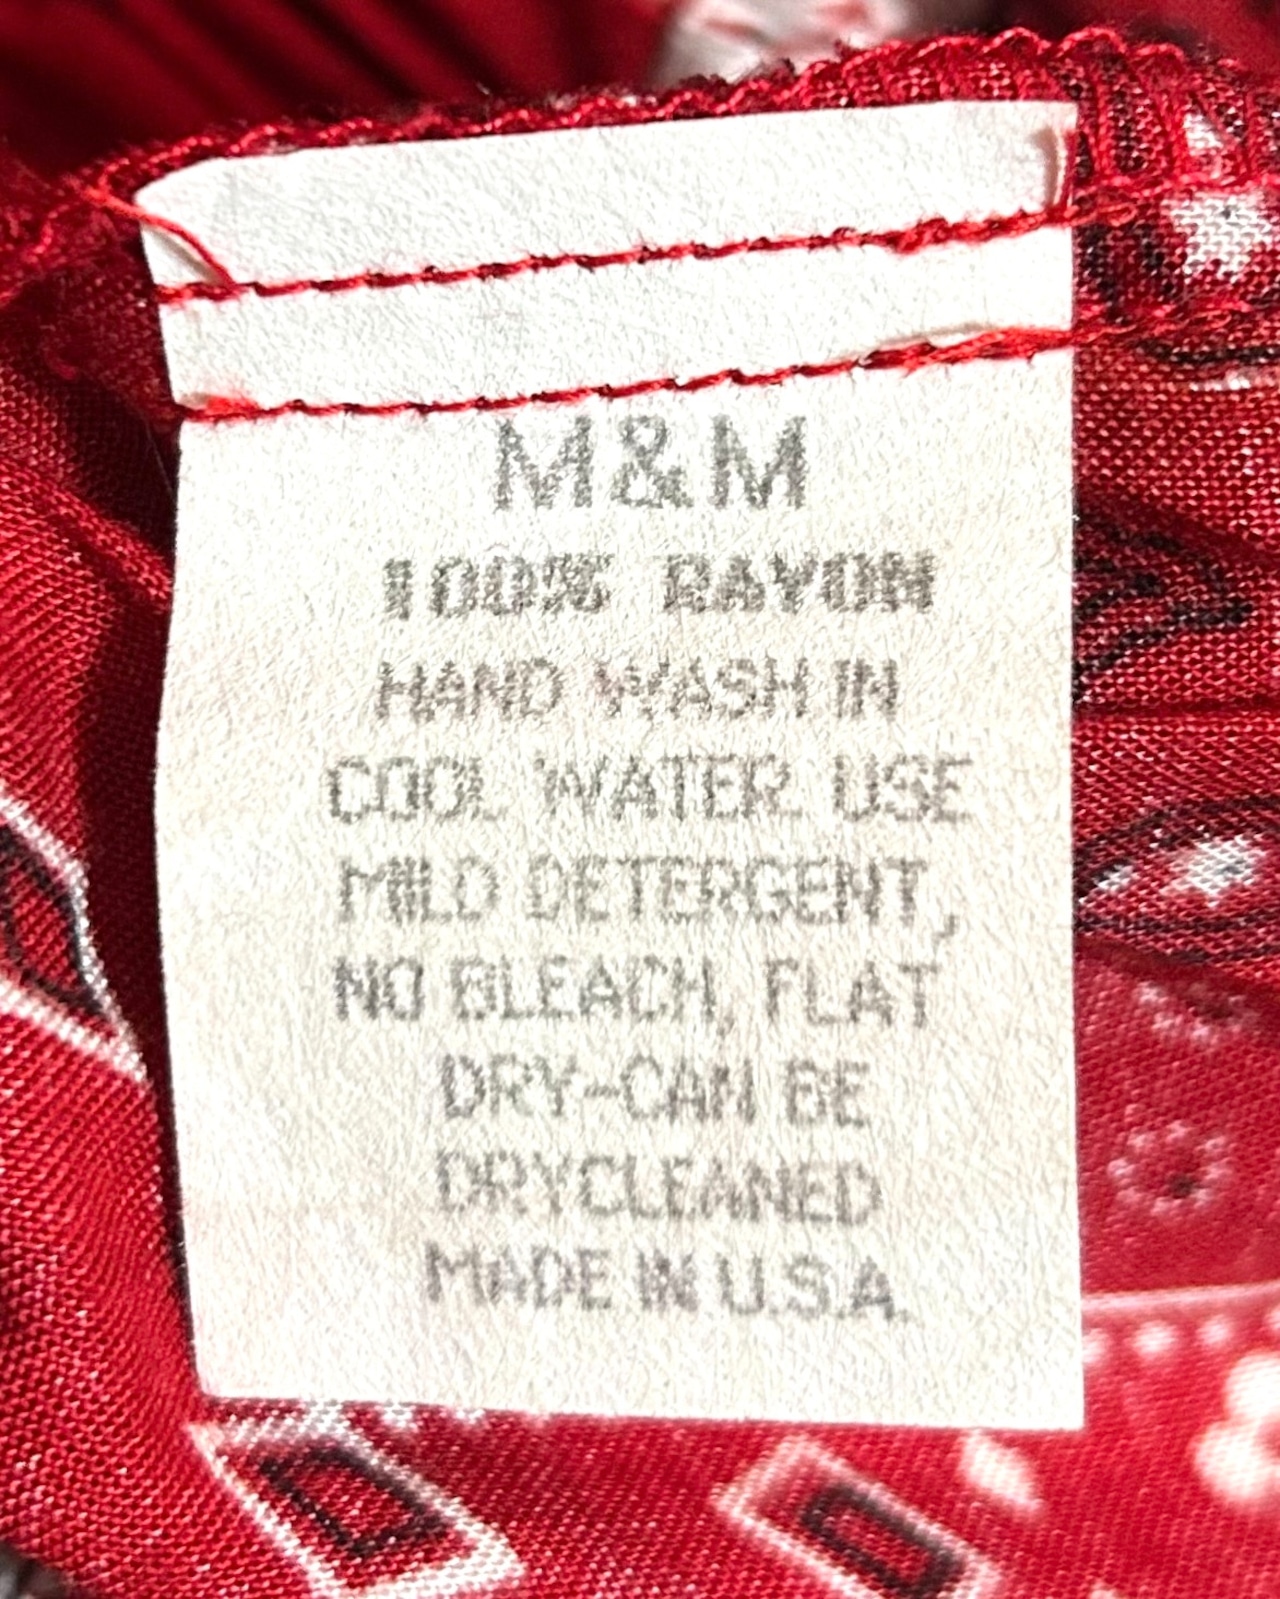 M&M
100% RAYON
HAND WASH IN
COOL WATER. USE
MILD DETERGENT,
NO BLEACH, FLAT
DRY-CAN BE
DRYCLEANED
MADE IN U.S.A.